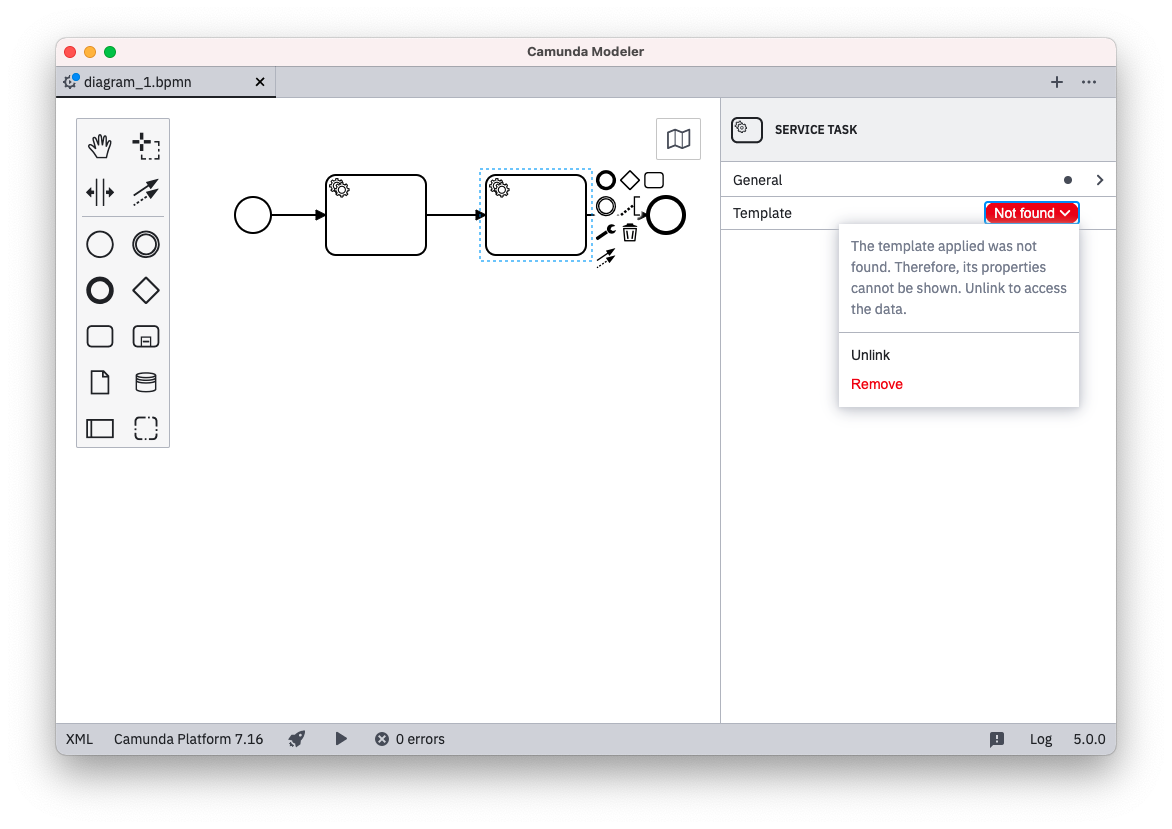 Camunda Modeler
diagram_1.bpmn
SERVICE TASK
General
Template
Not found
The template applied was not
found. Therefore, its properties
cannot be shown. Unlink to access
the data.
Unlink
Remove
XML
Camunda Platform 7.16
0 errors
Log
5.0.0